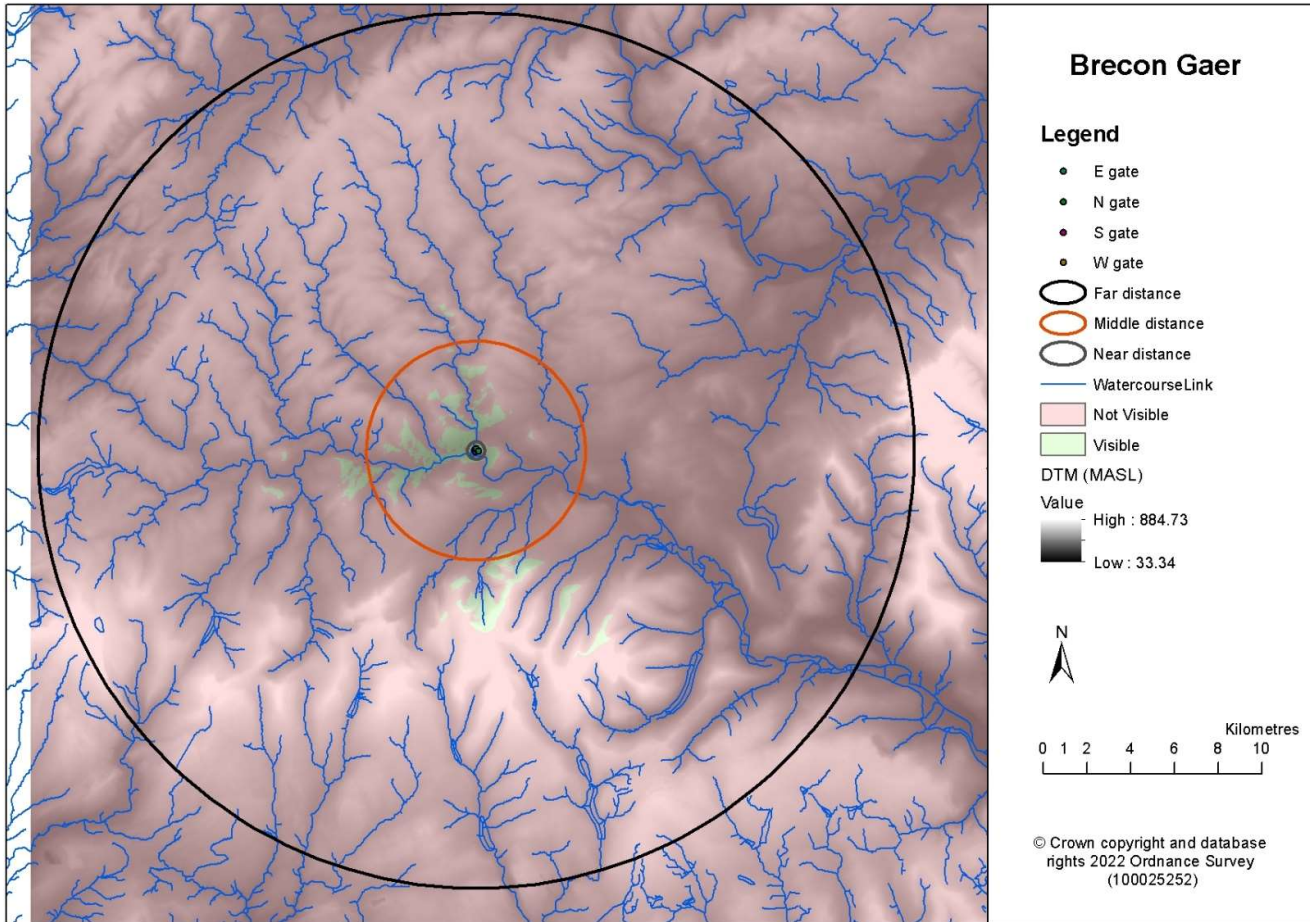 Brecon Gaer
Legend
E gate
N gate
S gate
W gate
Far distance
Middle distance
Near distance
WatercourseLink
Not Visible
Visible
DTM (MASL)
Value
High : 884.73
Low : 33.34
N
Kilometres
0 1 2 4 6 8 10
© Crown copyright and database
rights 2022 Ordnance Survey
(100025252)